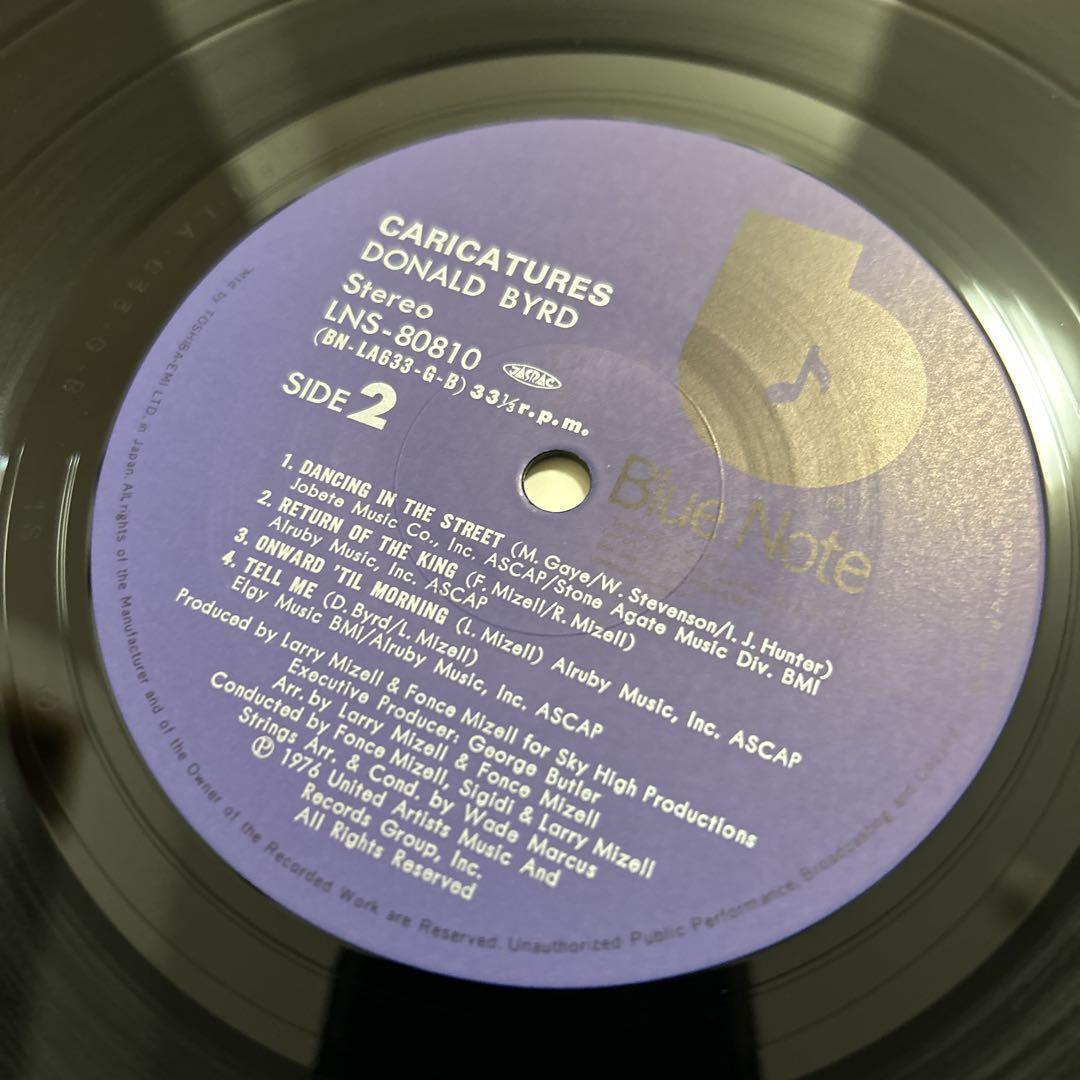 CARICATURES
DONALD BYRD
Stereo
LNS-80810 JASRAC
(BN-LA633-G-B) 33⅓ r.p.m.
SIDE 2
Blue Note
1. DANCING IN THE STREET (M. Gaye/W. Stevenson/I. J. Hunter)
Jobete Music Co., Inc. ASCAP/Stone Agate Music Div. BMI
2. RETURN OF THE KING (F. Mizell/R. Mizell)
Alruby Music, Inc. ASCAP
3. ONWARD 'TIL MORNING (L. Mizell) Alruby Music, Inc. ASCAP
4. TELL ME (D. Byrd/L. Mizell)
Elgy Music BMI/Alruby Music, Inc. ASCAP
Produced by Larry Mizell & Fonce Mizell for Sky High Productions
Executive Producer: George Butler
Arr. by Larry Mizell & Fonce Mizell
Conducted by Fonce Mizell, Sigidi & Larry Mizell
Strings Arr. & Cond. by Wade Marcus
℗ 1976 United Artists Music And
Records Group, Inc.
All Rights Reserved
Mfd by TOSHIBA-EMI LTD. in Japan. All rights of the Manufacturer and of the Owner of the Recorded Work are Reserved. Unauthorized Public Performance, Broadcasting and